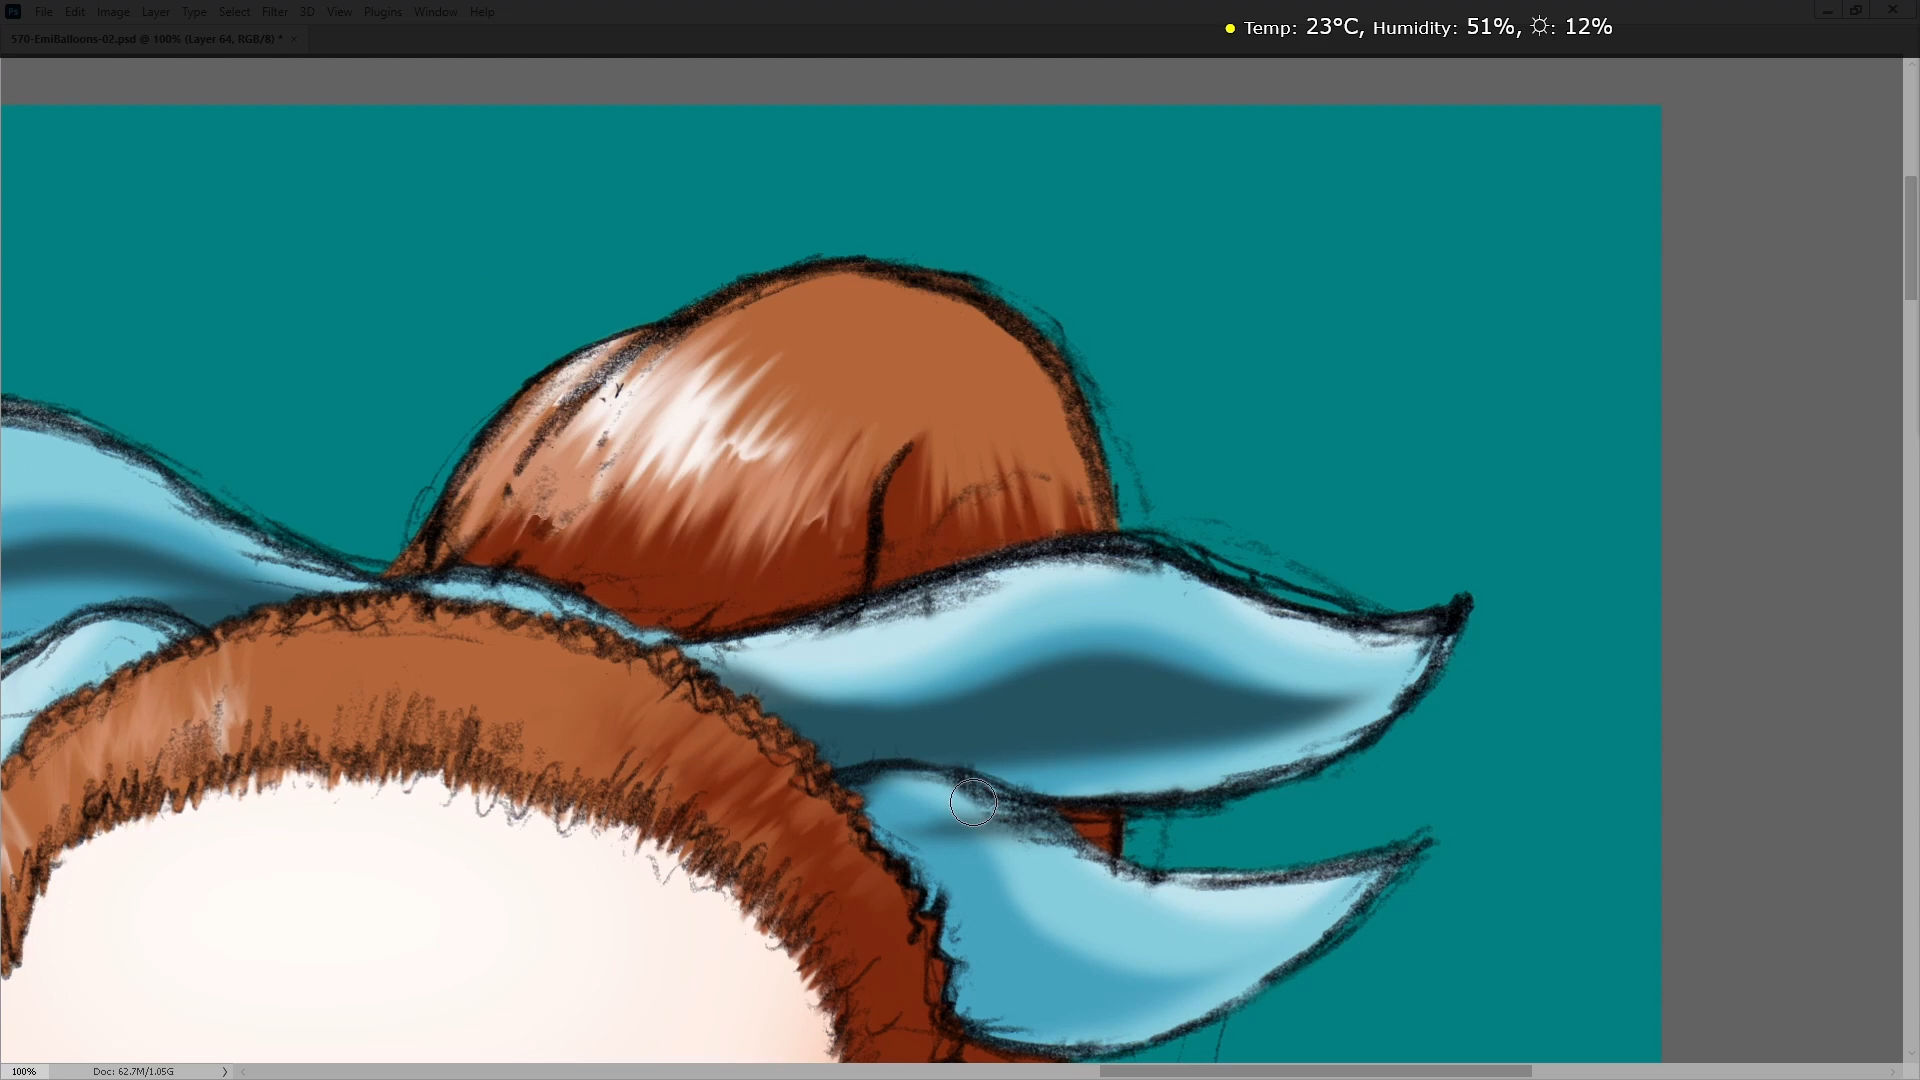 Ps File Edit Image Layer Type Select Filter 3D View Plugins Window Help
Temp: 23°C, Humidity: 51%, ☼: 12%
570-EmiBalloons-02.psd @ 100% (Layer 64, RGB/8) * ×
100% Doc: 62.7M/1.05G